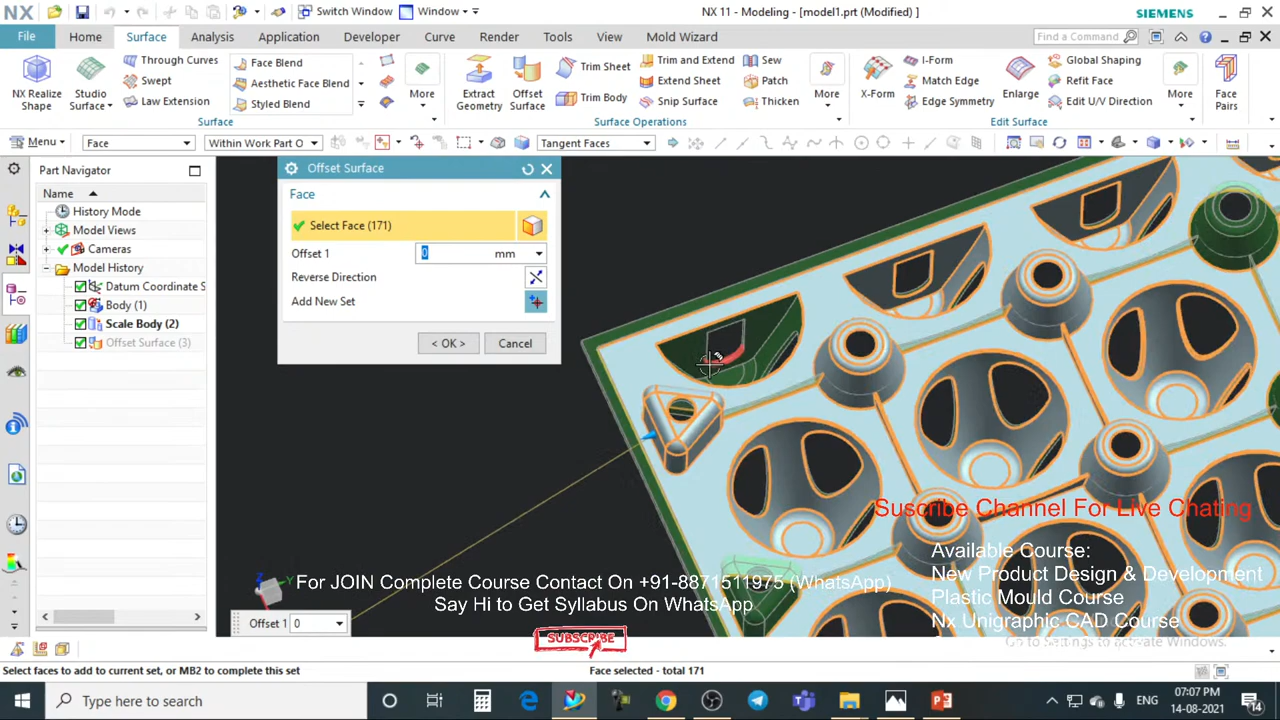 NX
Switch Window
Window
NX 11 - Modeling - [model1.prt (Modified) ]
SIEMENS
File
Home
Surface
Analysis
Application
Developer
Curve
Render
Tools
View
Mold Wizard
Find a Command
NX Realize
Shape
Studio
Surface
Through Curves
Swept
Law Extension
Face Blend
Aesthetic Face Blend
Styled Blend
More
Surface
Extract
Geometry
Offset
Surface
Trim Sheet
Trim Body
Trim and Extend
Extend Sheet
Snip Surface
Sew
Patch
Thicken
More
Surface Operations
X-Form
I-Form
Match Edge
Edge Symmetry
Enlarge
Global Shaping
Refit Face
Edit U/V Direction
More
Edit Surface
Face
Pairs
Menu
Face
Within Work Part O
Tangent Faces
Part Navigator
Name
History Mode
Model Views
Cameras
Model History
Datum Coordinate S
Body (1)
Scale Body (2)
Offset Surface (3)
Offset Surface
Face
Select Face (171)
Offset 1
0
mm
Reverse Direction
Add New Set
< OK >
Cancel
Suscribe Channel For Live Chating
Available Course:
New Product Design & Development
Plastic Mould Course
Nx Unigraphic CAD Course
Go to Settings to activate Windows.
For JOIN Complete Course Contact On +91-8871511975 (WhatsApp)
Say Hi to Get Syllabus On WhatsApp
SUBSCRIBE
Z
Y
Offset 1
0
Select faces to add to current set, or MB2 to complete this set
Face selected - total 171
Type here to search
ENG
07:07 PM
14-08-2021
14